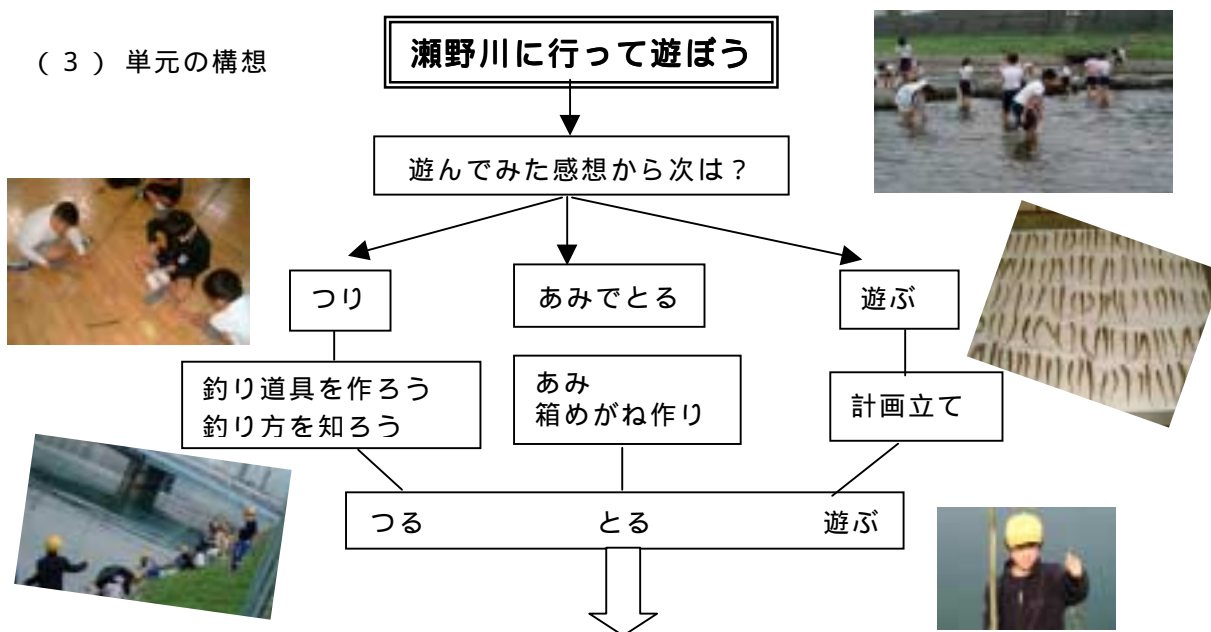 (3) 単元の構想
瀬野川に行って遊ぼう
遊んでみた感想から次は?
つり
あみでとる
遊ぶ
釣り道具を作ろう
釣り方を知ろう
あみ
箱めがね作り
計画立て
つる とる 遊ぶ